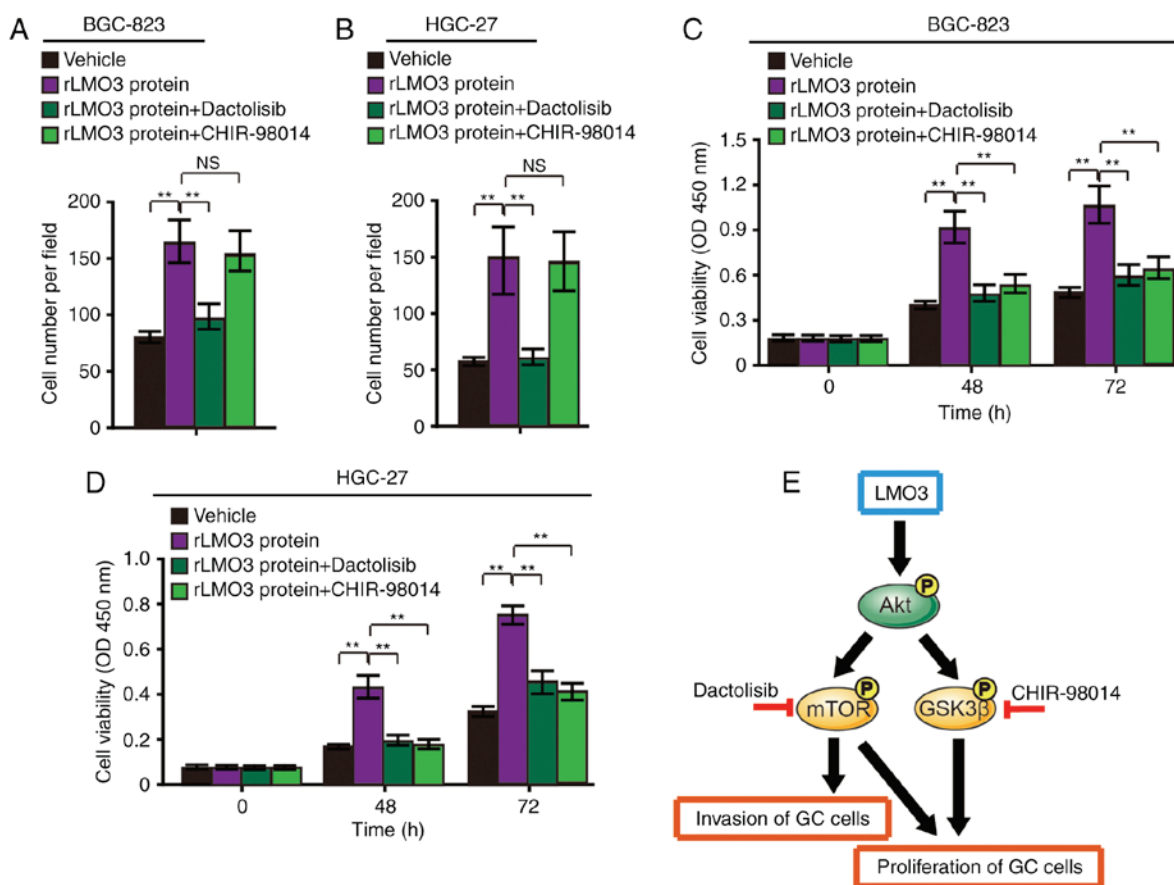 A
BGC-823
Vehicle
rLMO3 protein
rLMO3 protein+Dactolisib
rLMO3 protein+CHIR-98014
NS
** **
Cell number per field
200
150
100
50
0
B
HGC-27
Vehicle
rLMO3 protein
rLMO3 protein+Dactolisib
rLMO3 protein+CHIR-98014
NS
** **
Cell number per field
200
150
100
50
0
C
BGC-823
Vehicle
rLMO3 protein
rLMO3 protein+Dactolisib
rLMO3 protein+CHIR-98014
**
** **
**
** **
Cell viability (OD 450 nm)
1.5
1.2
0.9
0.6
0.3
0
0 48 72
Time (h)
D
HGC-27
Vehicle
rLMO3 protein
rLMO3 protein+Dactolisib
rLMO3 protein+CHIR-98014
**
** **
**
** **
Cell viability (OD 450 nm)
1.0
0.8
0.6
0.4
0.2
0
0 48 72
Time (h)
E
LMO3
P
Akt
Dactolisib
P
mTOR
P
GSK3β
CHIR-98014
Invasion of GC cells
Proliferation of GC cells